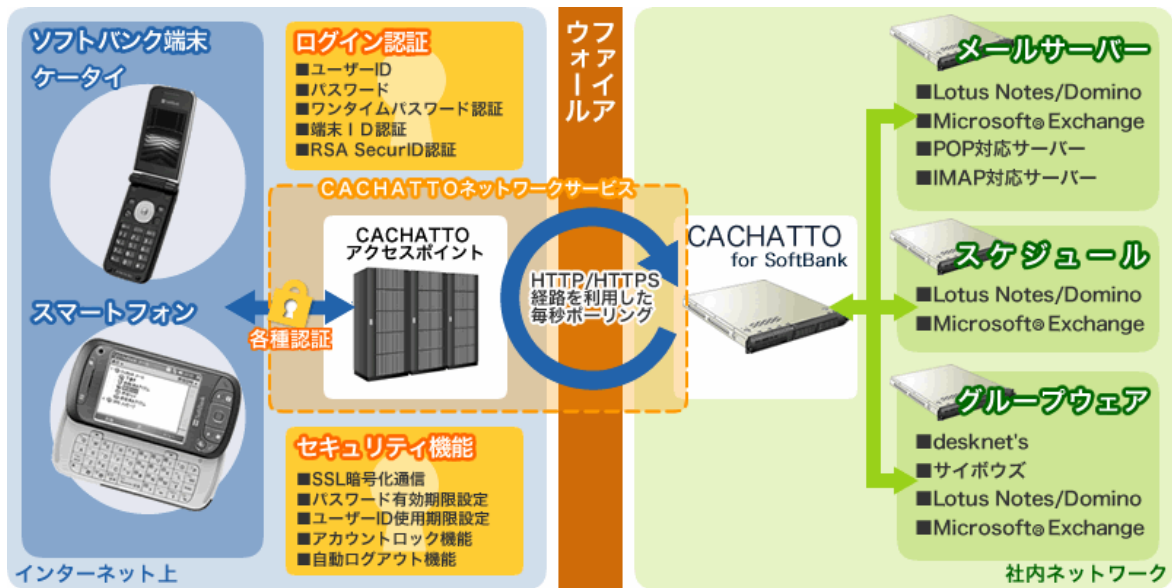 ソフトバンク端末
ケータイ
スマートフォン
インターネット上
ログイン認証
■ユーザーID
■パスワード
■ワンタイムパスワード認証
■端末ＩＤ認証
■RSA SecurID認証
CACHATTOネットワークサービス
CACHATTO
アクセスポイント
各種認証
セキュリティ機能
■SSL暗号化通信
■パスワード有効期限設定
■ユーザーID使用期限設定
■アカウントロック機能
■自動ログアウト機能
ファイア
ウォール
HTTP/HTTPS
経路を利用した
毎秒ポーリング
CACHATTO
for SoftBank
メールサーバー
■Lotus Notes/Domino
■Microsoft® Exchange
■POP対応サーバー
■IMAP対応サーバー
スケジュール
■Lotus Notes/Domino
■Microsoft® Exchange
グループウェア
■desknet's
■サイボウズ
■Lotus Notes/Domino
■Microsoft® Exchange
社内ネットワーク